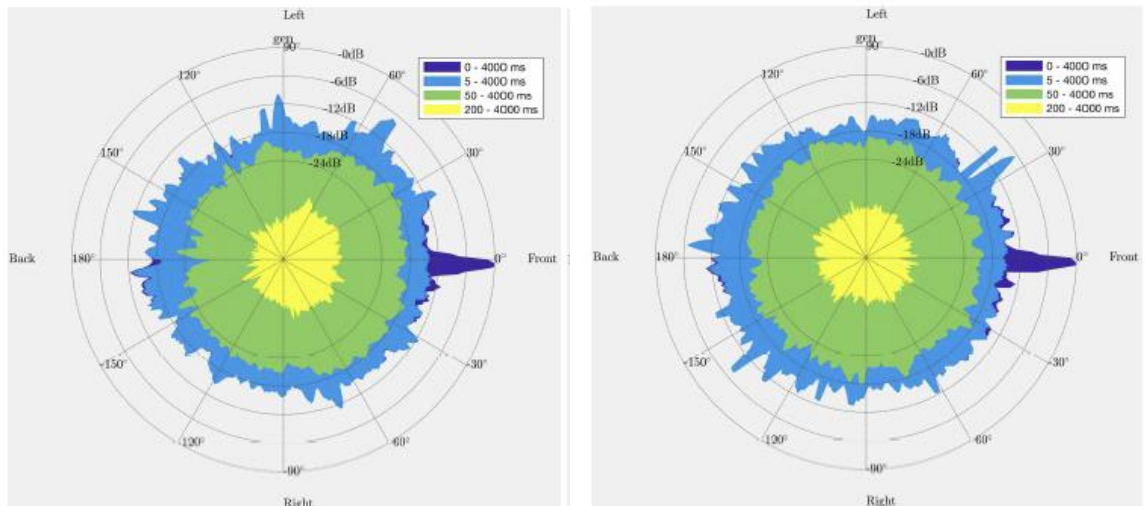 Left
90°
-0dB
120°
60°
-6dB
0 - 4000 ms
5 - 4000 ms
50 - 4000 ms
200 - 4000 ms
-12dB
-18dB
-24dB
150°
30°
Back
180°
0°
Front
-150°
-30°
-120°
-60°
-90°
Right
Left
90°
-0dB
120°
60°
-6dB
0 - 4000 ms
5 - 4000 ms
50 - 4000 ms
200 - 4000 ms
-12dB
-18dB
-24dB
150°
30°
Back
180°
0°
Front
-150°
-30°
-120°
-60°
-90°
Right